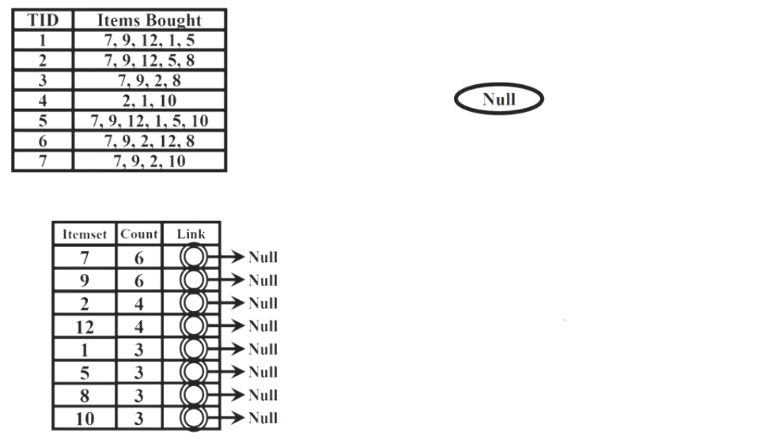 TID Items Bought
1 7, 9, 12, 1, 5
2 7, 9, 12, 5, 8
3 7, 9, 2, 8
4 2, 1, 10
5 7, 9, 12, 1, 5, 10
6 7, 9, 2, 12, 8
7 7, 9, 2, 10
Null
Itemset Count Link
7 6 Null
9 6 Null
2 4 Null
12 4 Null
1 3 Null
5 3 Null
8 3 Null
10 3 Null